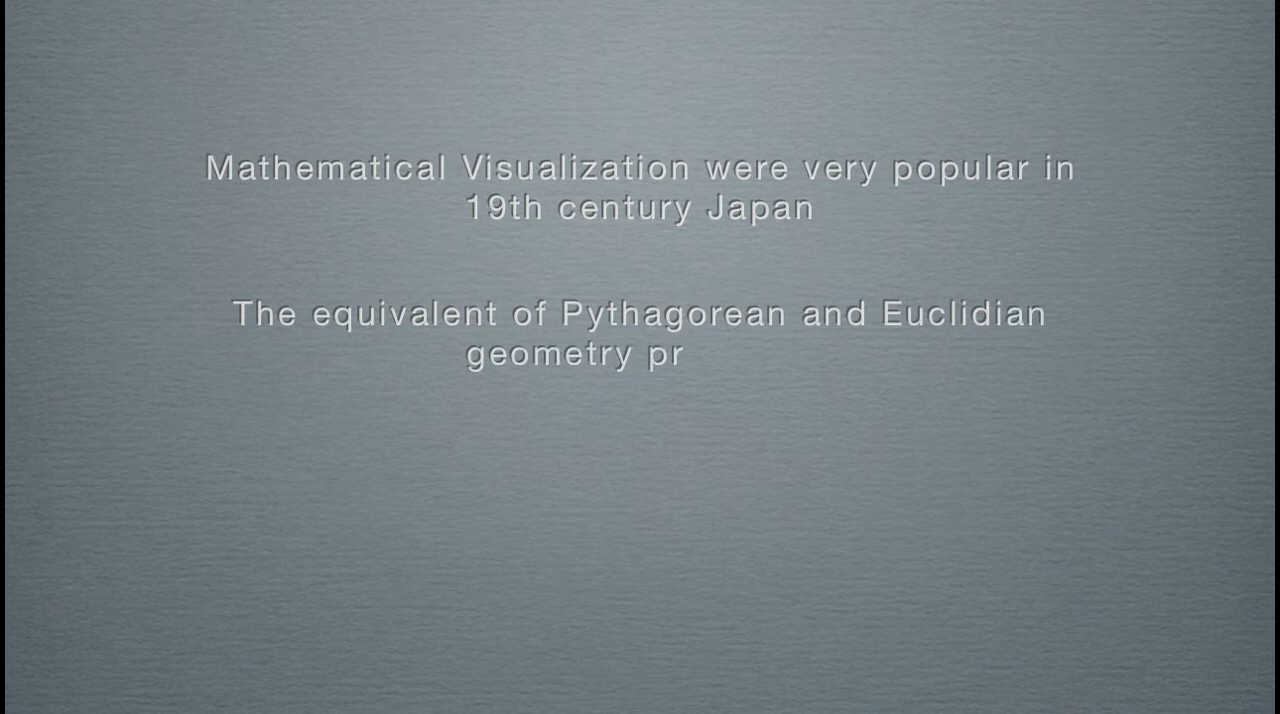 Mathematical Visualization were very popular in
19th century Japan
The equivalent of Pythagorean and Euclidian
geometry pr